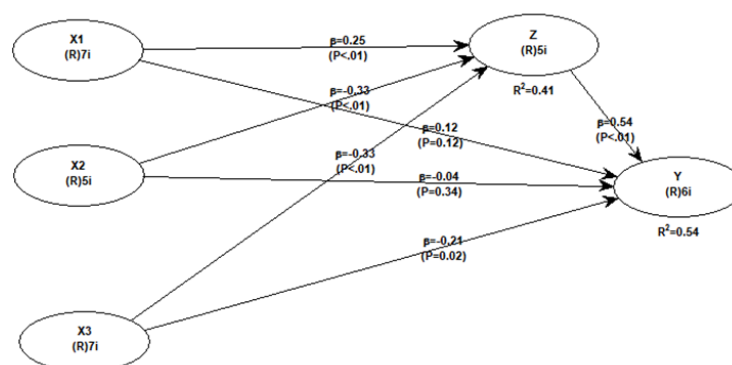 X1
(R)7i
Z
(R)5i
R²=0.41
β=0.25
(P<.01)
β=-0.33
(P<.01)
β=0.54
(P<.01)
β=0.12
(P=0.12)
β=-0.33
(P<.01)
X2
(R)5i
β=-0.04
(P=0.34)
Y
(R)6i
R²=0.54
β=-0.21
(P=0.02)
X3
(R)7i